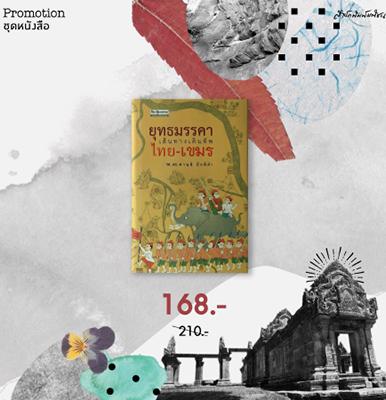 Promotion
ชุดหนังสือ
ยุทธมรรคา
เส้นทางเดินทัพ
ไทย-เขมร
168.-
210.-